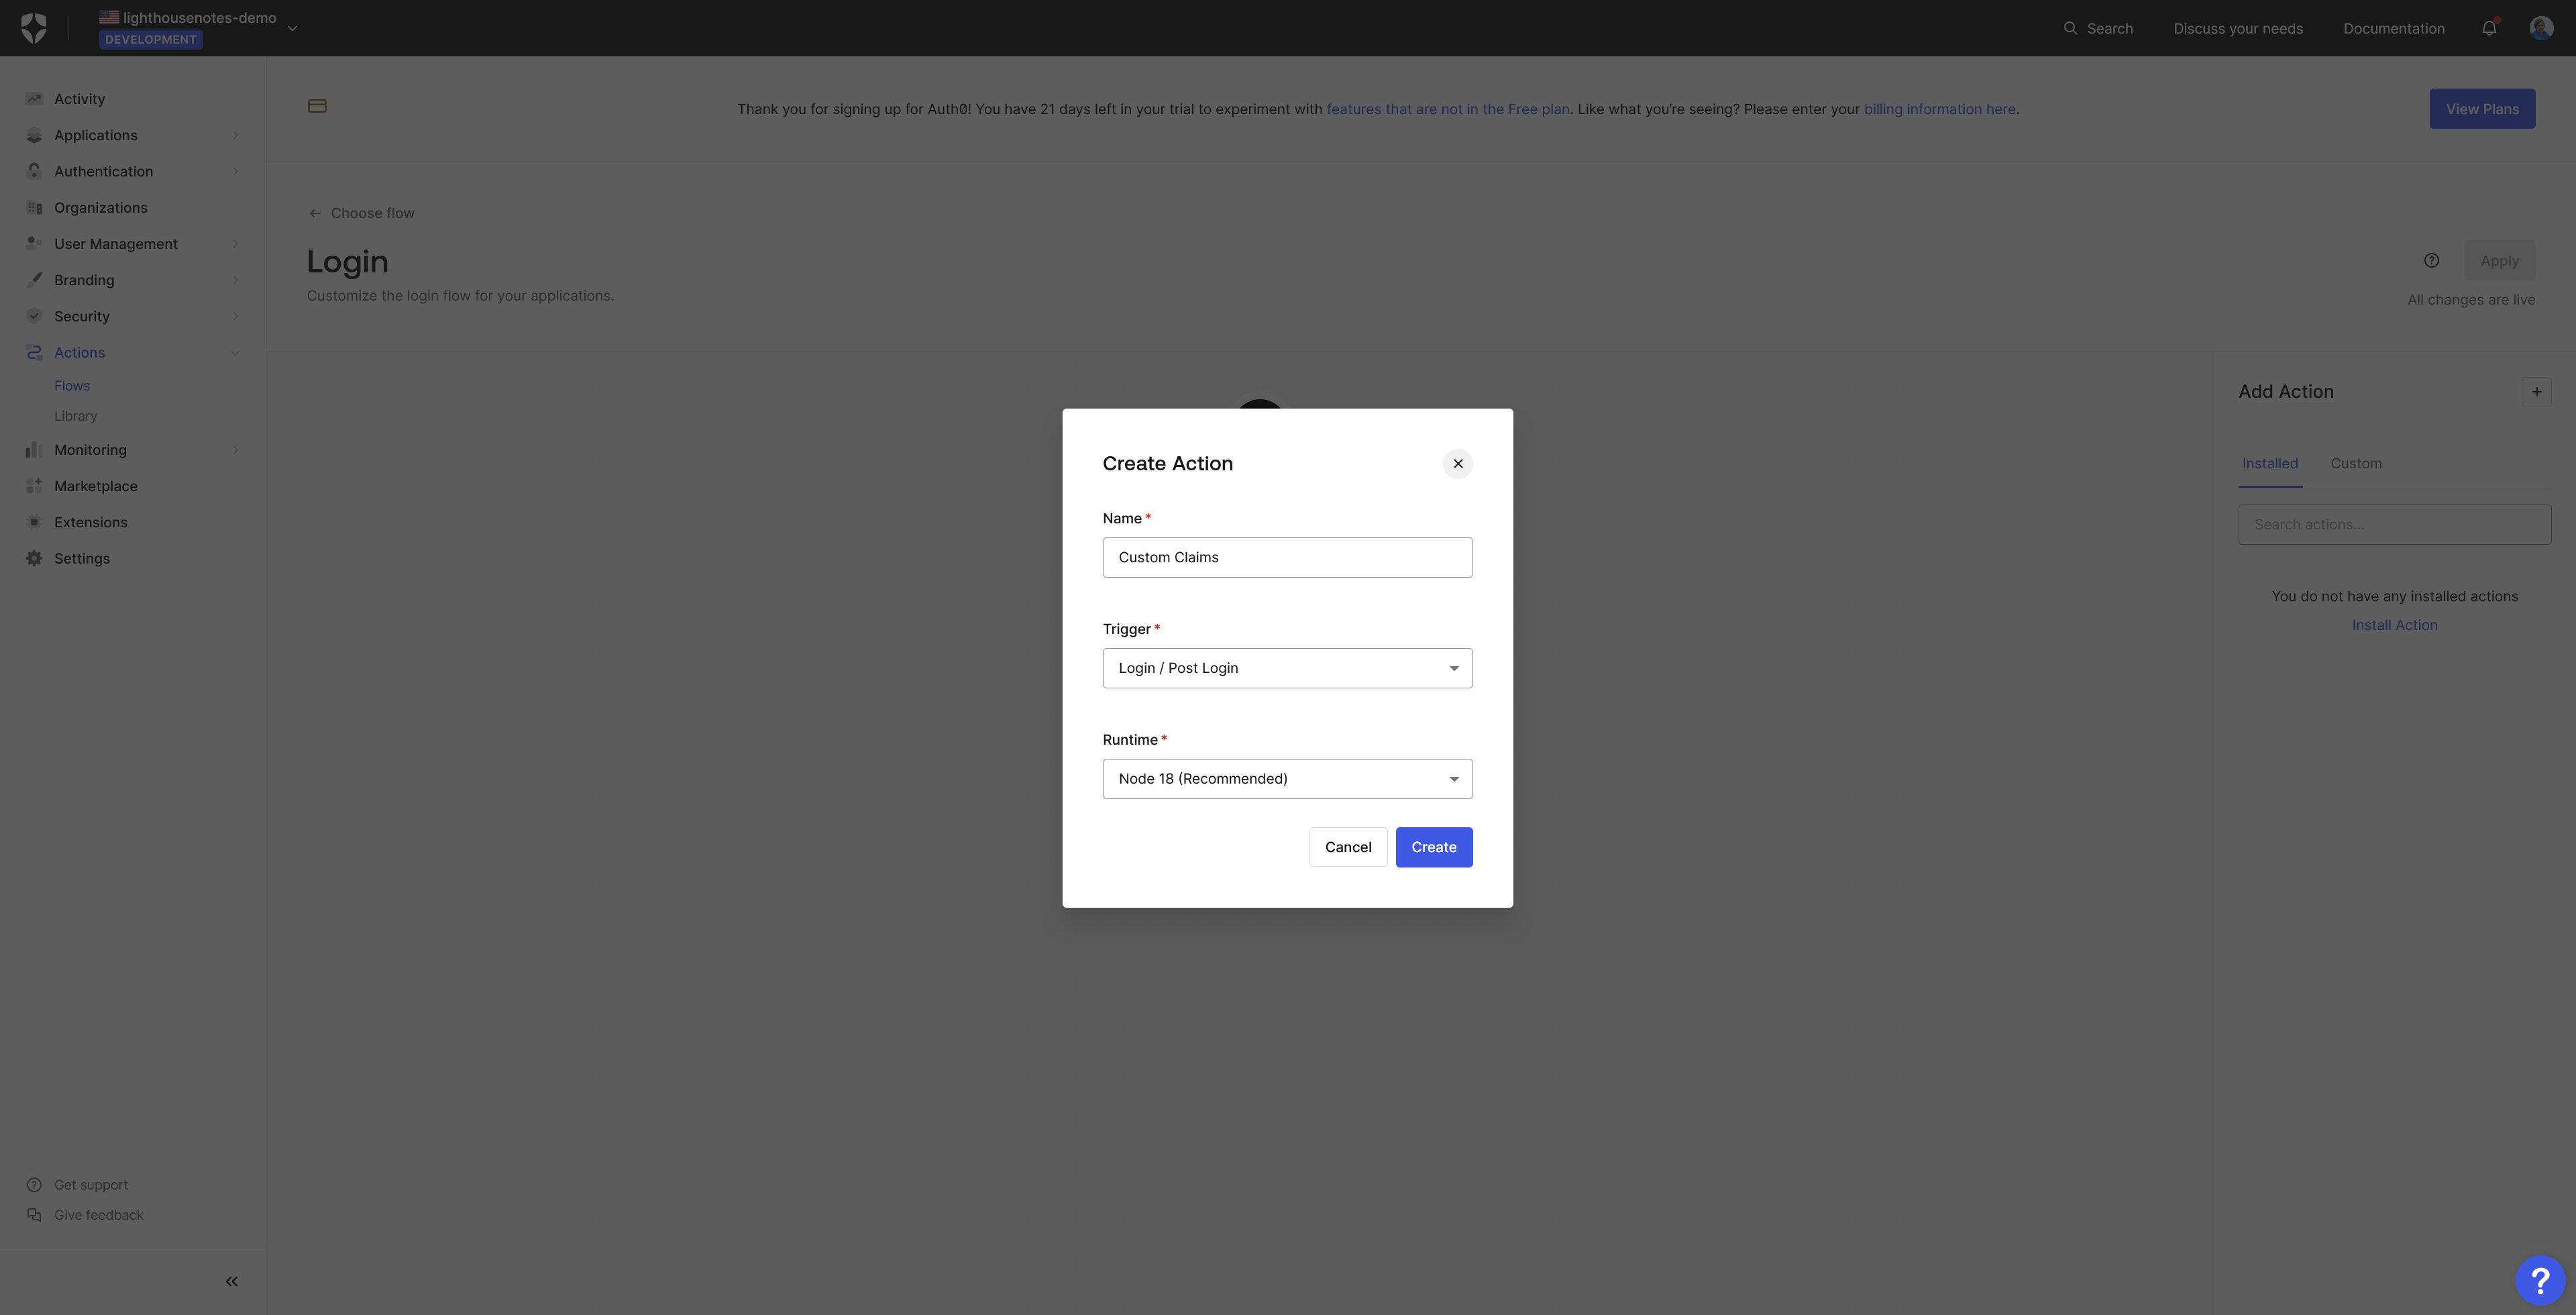 lighthousenotes-demo
DEVELOPMENT
Search
Discuss your needs
Documentation
Activity
Applications
Authentication
Organizations
User Management
Branding
Security
Actions
Flows
Library
Monitoring
Marketplace
Extensions
Settings
Get support
Give feedback
Thank you for signing up for Auth0! You have 21 days left in your trial to experiment with features that are not in the Free plan. Like what you're seeing? Please enter your billing information here.
View Plans
Choose flow
Login
Customize the login flow for your applications.
Apply
All changes are live
Create Action
Name *
Custom Claims
Trigger *
Login / Post Login
Runtime *
Node 18 (Recommended)
Cancel
Create
Add Action
Installed
Custom
Search actions...
You do not have any installed actions
Install Action